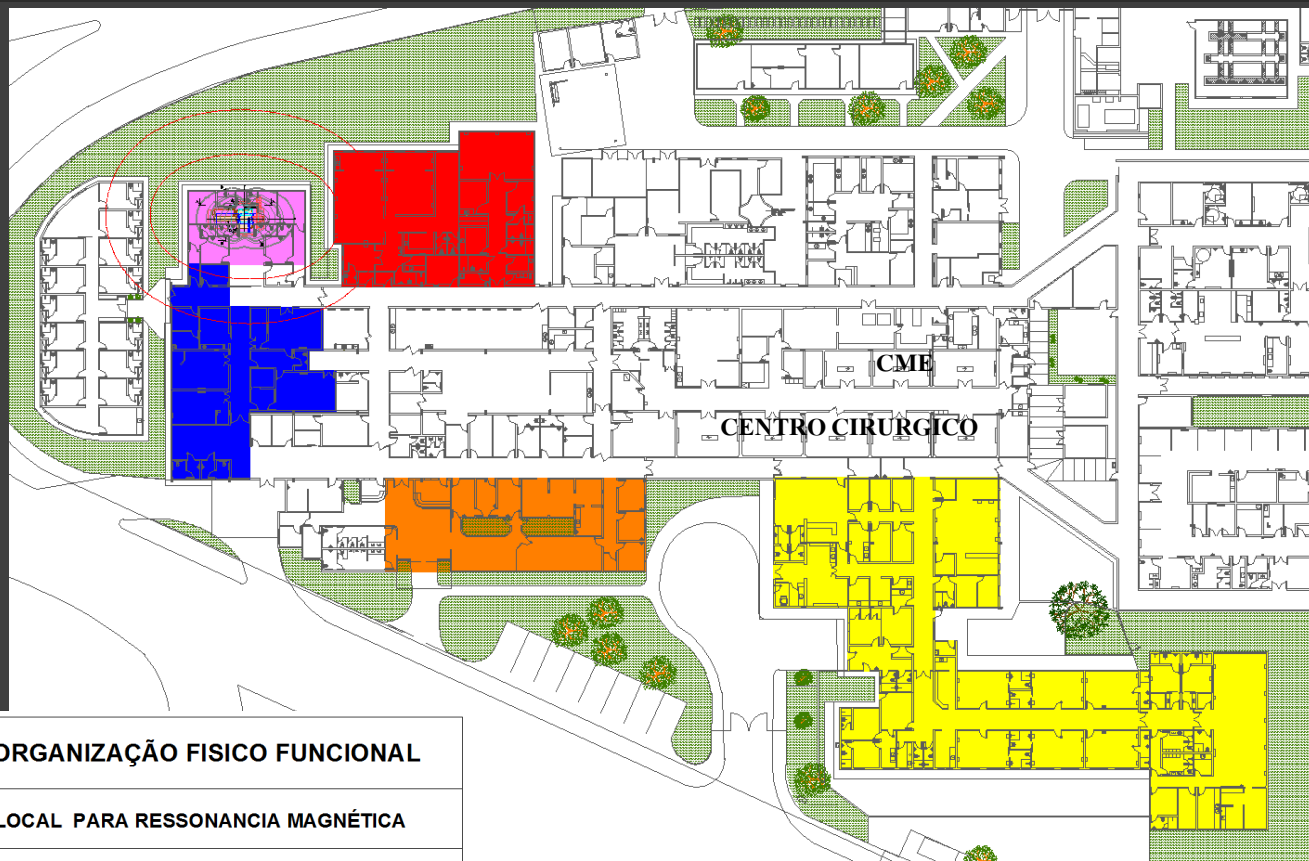 CME
CENTRO CIRURGICO
ORGANIZAÇÃO FISICO FUNCIONAL
LOCAL PARA RESSONANCIA MAGNÉTICA